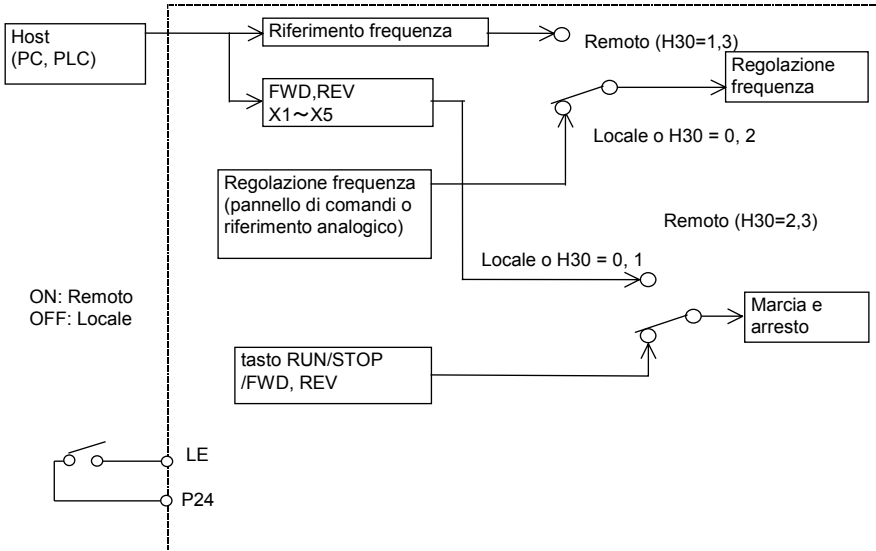 Host
(PC, PLC)
Riferimento frequenza
Remoto (H30=1,3)
Regolazione
frequenza
FWD,REV
X1～X5
Locale o H30 = 0, 2
Regolazione frequenza
(pannello di comandi o
riferimento analogico)
Remoto (H30=2,3)
Locale o H30 = 0, 1
ON: Remoto
OFF: Locale
Marcia e
arresto
tasto RUN/STOP
/FWD, REV
LE
P24